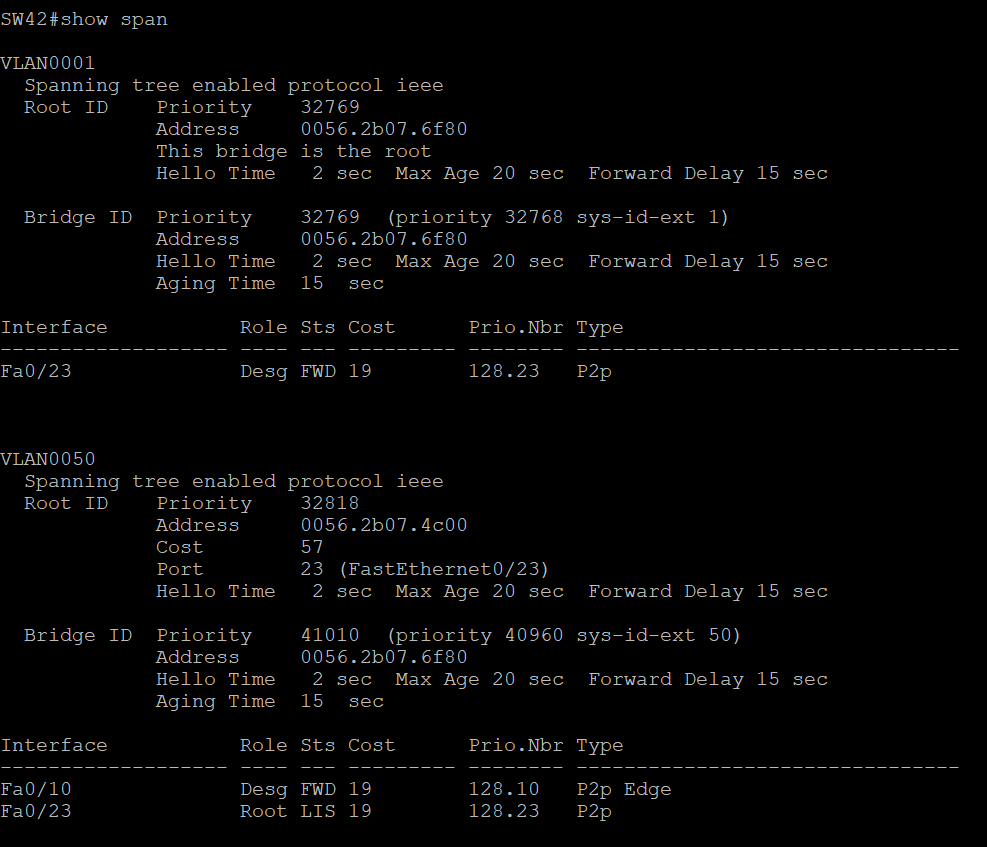 SW42#show span
VLAN0001
Spanning tree enabled protocol ieee
Root ID Priority 32769
Address 0056.2b07.6f80
This bridge is the root
Hello Time 2 sec Max Age 20 sec Forward Delay 15 sec
Bridge ID Priority 32769 (priority 32768 sys-id-ext 1)
Address 0056.2b07.6f80
Hello Time 2 sec Max Age 20 sec Forward Delay 15 sec
Aging Time 15 sec
Interface Role Sts Cost Prio.Nbr Type
------------------- ---- --- --------- -------- --------------------------------
Fa0/23 Desg FWD 19 128.23 P2p
VLAN0050
Spanning tree enabled protocol ieee
Root ID Priority 32818
Address 0056.2b07.4c00
Cost 57
Port 23 (FastEthernet0/23)
Hello Time 2 sec Max Age 20 sec Forward Delay 15 sec
Bridge ID Priority 41010 (priority 40960 sys-id-ext 50)
Address 0056.2b07.6f80
Hello Time 2 sec Max Age 20 sec Forward Delay 15 sec
Aging Time 15 sec
Interface Role Sts Cost Prio.Nbr Type
------------------- ---- --- --------- -------- --------------------------------
Fa0/10 Desg FWD 19 128.10 P2p Edge
Fa0/23 Root LIS 19 128.23 P2p